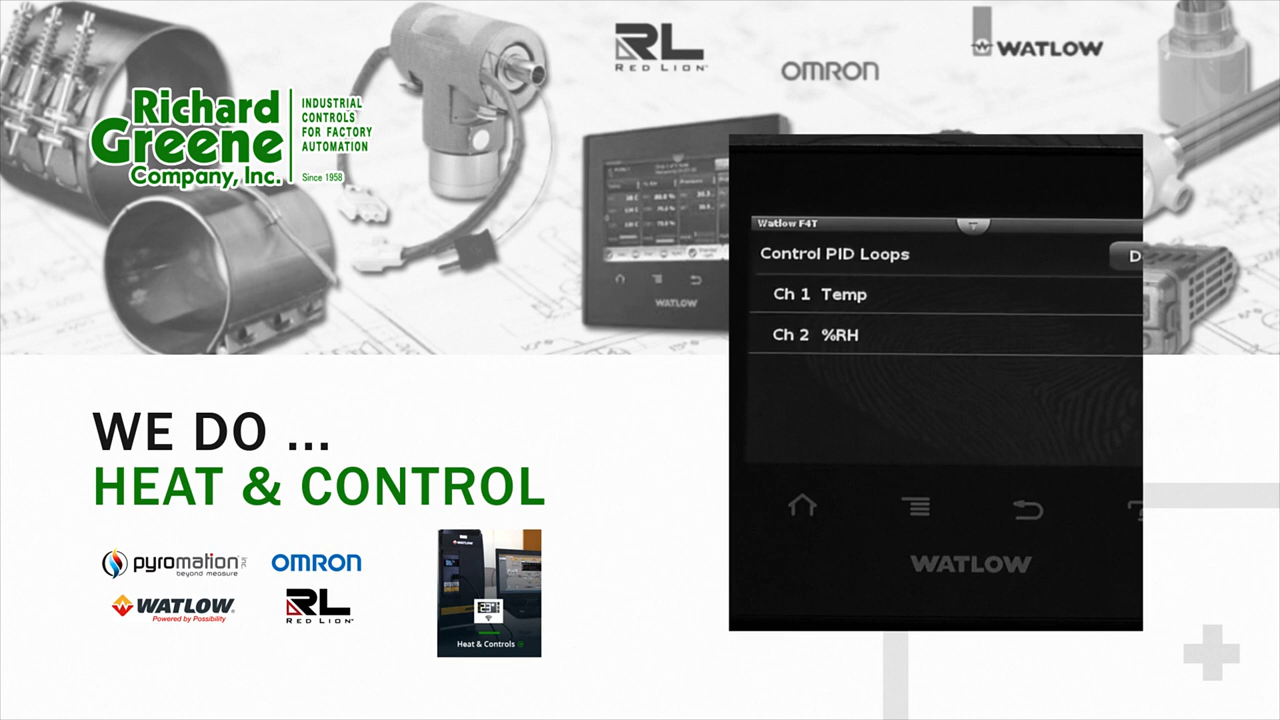 RL
RED LION
OMRON
WATLOW
Richard
Greene
Company, Inc.
INDUSTRIAL
CONTROLS
FOR FACTORY
AUTOMATION
Since 1958
WATLOW
Watlow F4T
Control PID Loops
D
Ch 1 Temp
Ch 2 %RH
WATLOW
WE DO ...
HEAT & CONTROL
pyromation inc.
beyond measure
OMRON
WATLOW®
Powered by Possibility
RL
RED LION
WATLOW
Heat & Controls